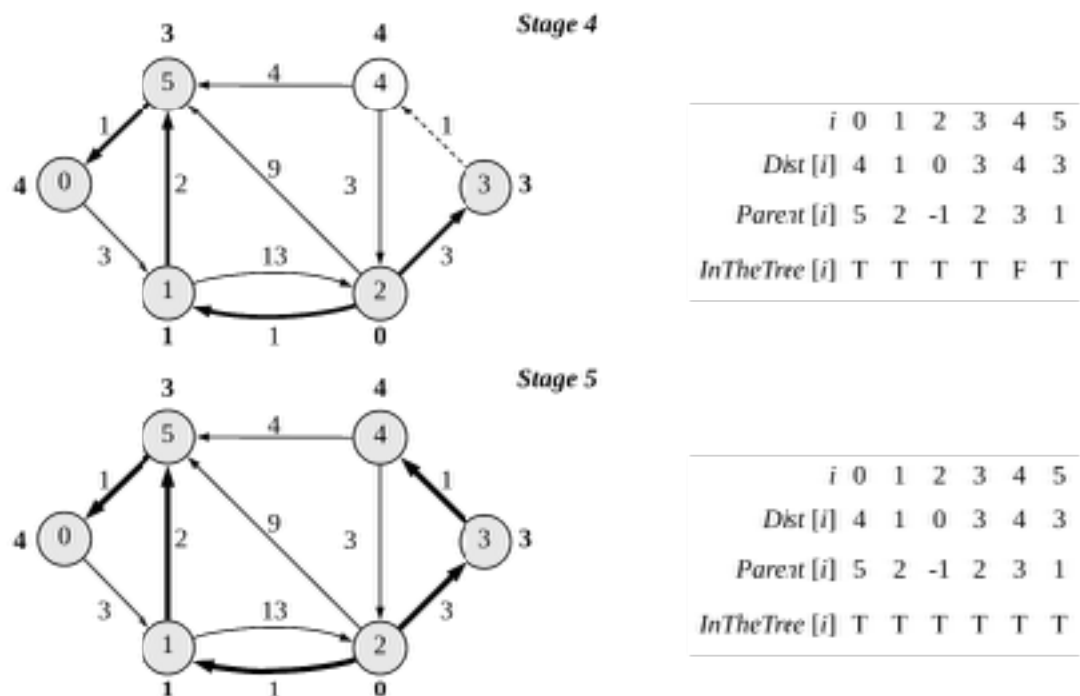 Stage 4
3 4
5 4 4
1 1
9
4 0 2 3 3 3
3 3
13
1 2
1
1 0
i 0 1 2 3 4 5
Dist [i] 4 1 0 3 4 3
Parent [i] 5 2 -1 2 3 1
InTheTree [i] T T T T F T
Stage 5
3 4
5 4 4
1 1
9
4 0 2 3 3 3
3 3
13
1 2
1
1 0
i 0 1 2 3 4 5
Dist [i] 4 1 0 3 4 3
Parent [i] 5 2 -1 2 3 1
InTheTree [i] T T T T T T